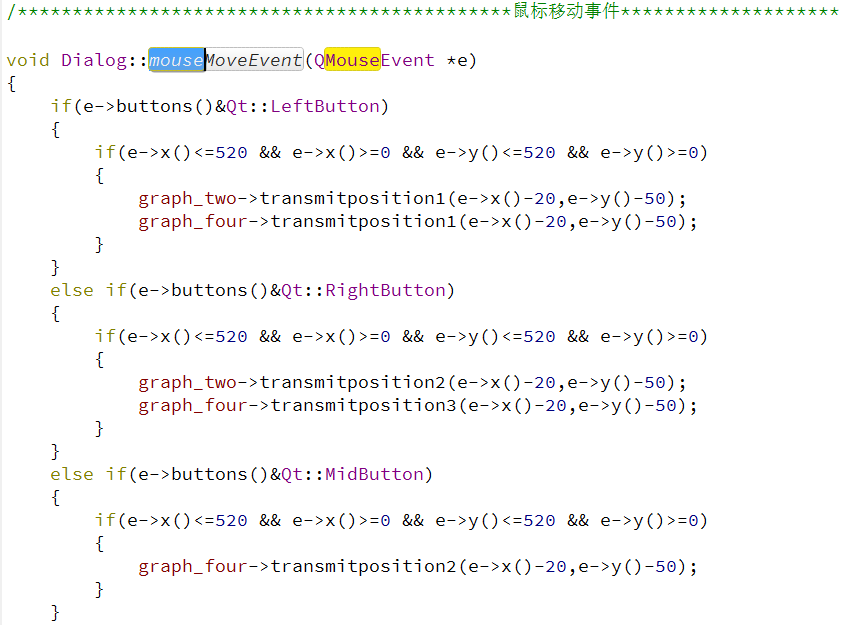 /*********************************************鼠标移动事件********************
void Dialog::mouseMoveEvent(QMouseEvent *e)
{
    if(e->buttons()&Qt::LeftButton)
    {
        if(e->x()<=520 && e->x()>=0 && e->y()<=520 && e->y()>=0)
        {
            graph_two->transmitposition1(e->x()-20,e->y()-50);
            graph_four->transmitposition1(e->x()-20,e->y()-50);
        }
    }
    else if(e->buttons()&Qt::RightButton)
    {
        if(e->x()<=520 && e->x()>=0 && e->y()<=520 && e->y()>=0)
        {
            graph_two->transmitposition2(e->x()-20,e->y()-50);
            graph_four->transmitposition3(e->x()-20,e->y()-50);
        }
    }
    else if(e->buttons()&Qt::MidButton)
    {
        if(e->x()<=520 && e->x()>=0 && e->y()<=520 && e->y()>=0)
        {
            graph_four->transmitposition2(e->x()-20,e->y()-50);
        }
    }